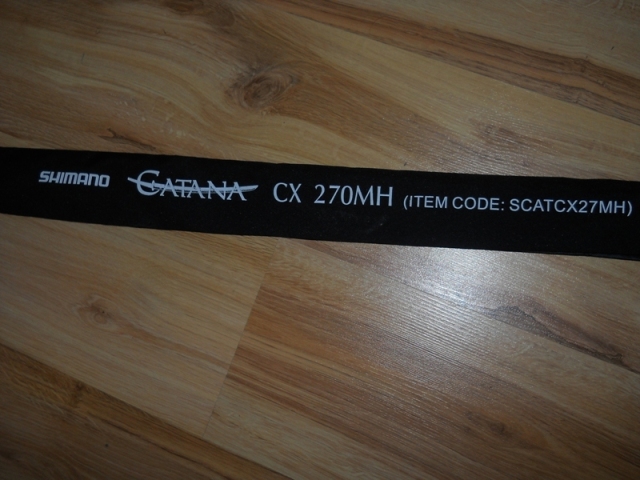 SHIMANO CATANA CX 270MH (ITEM CODE: SCATCX27MH)